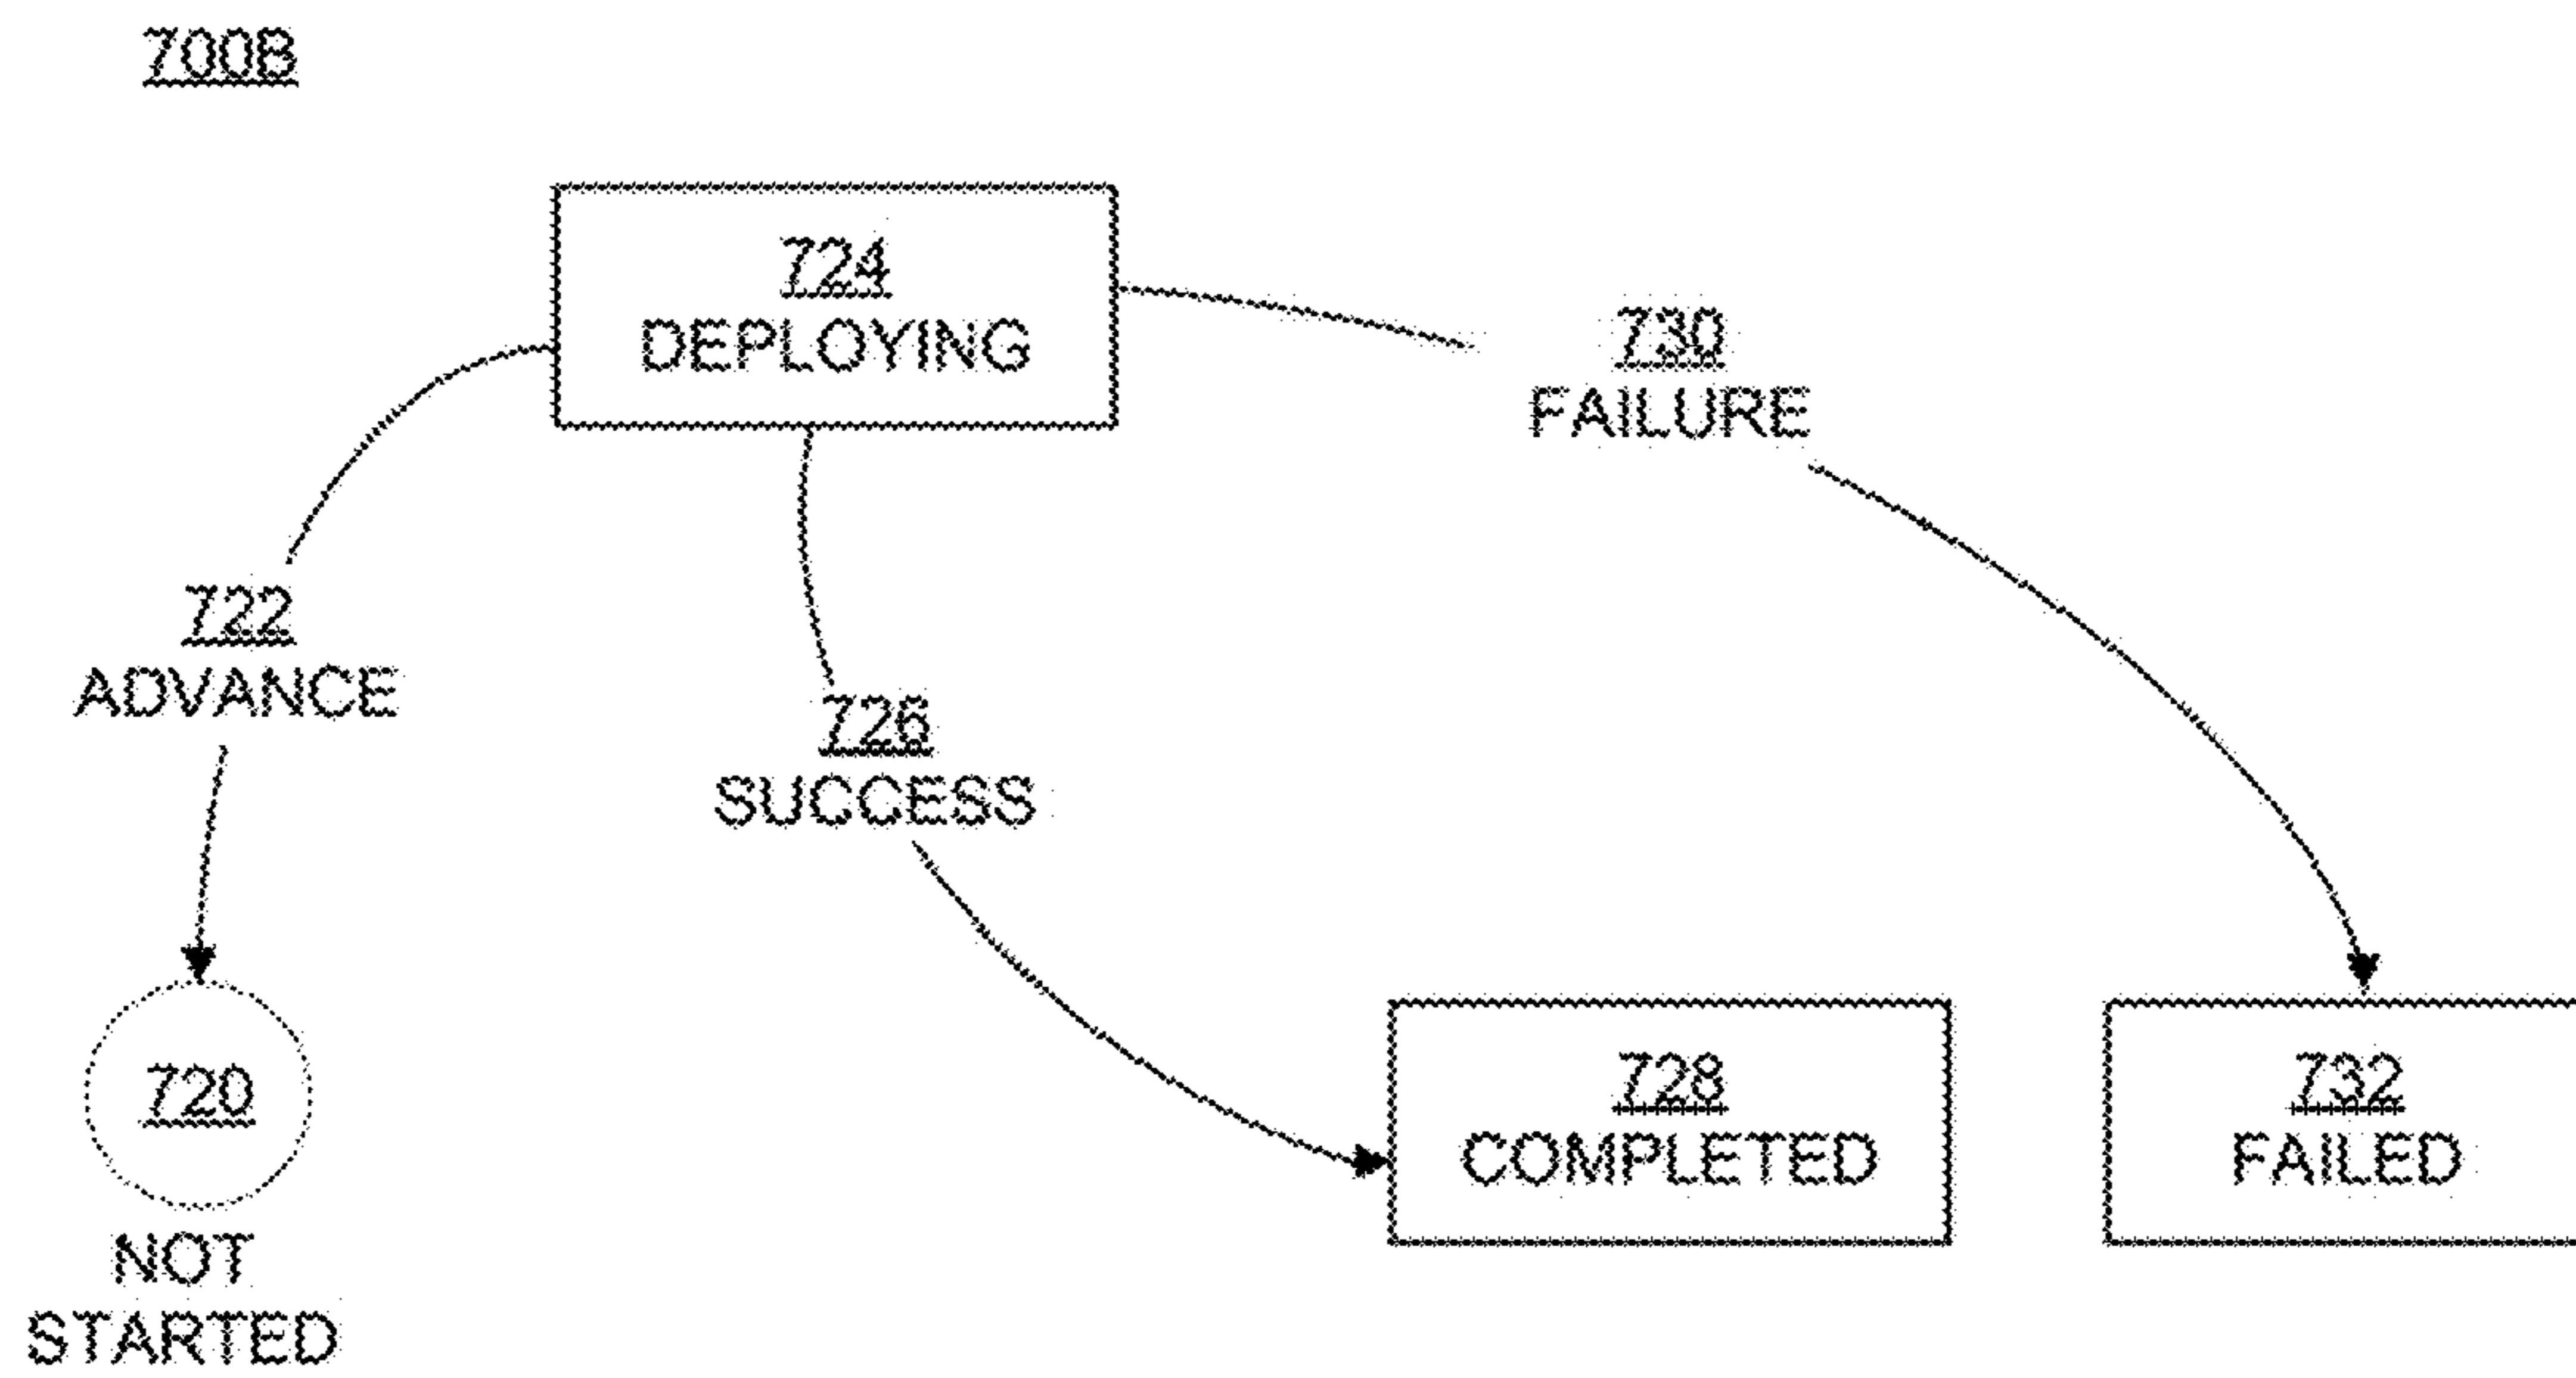 700B
724
DEPLOYING
730
FAILURE
722
ADVANCE
726
SUCCESS
720
NOT
STARTED
728
COMPLETED
732
FAILED